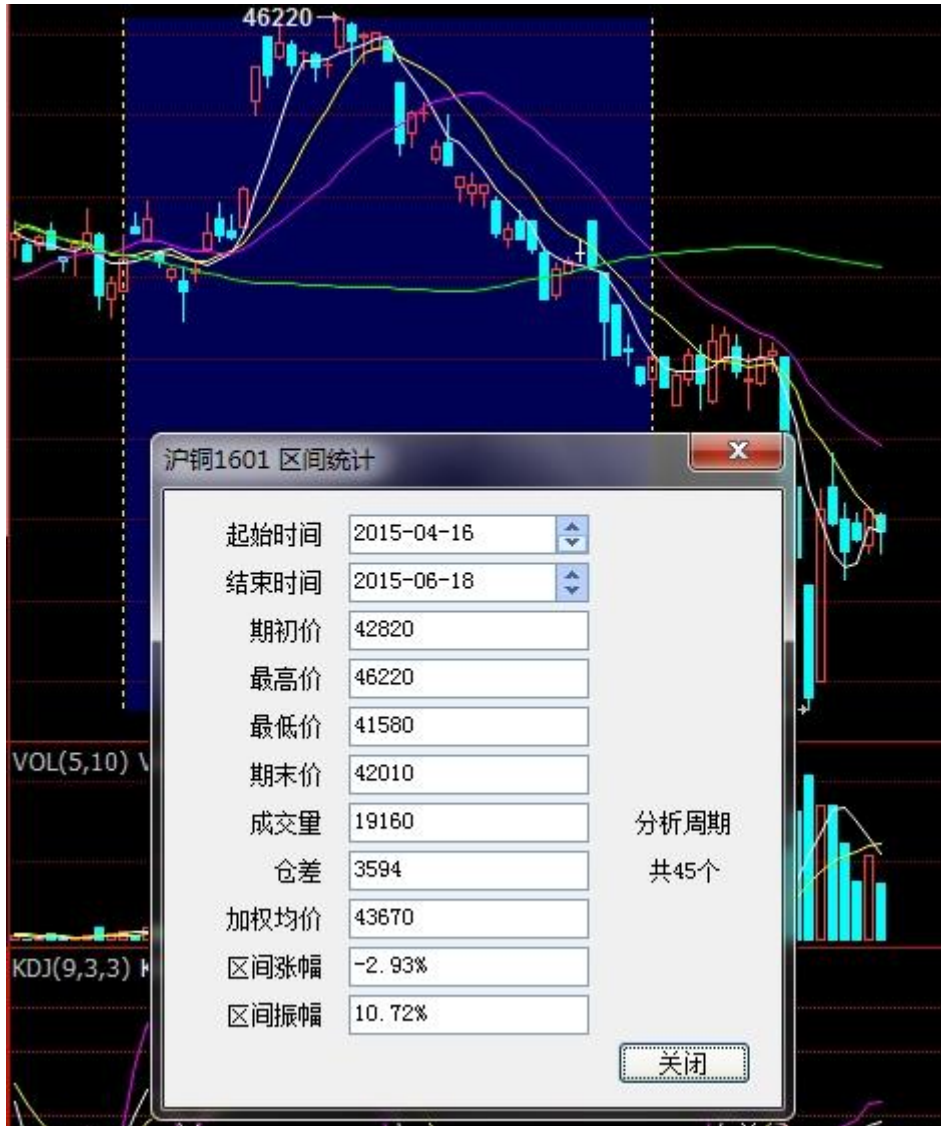 46220
沪铜1601 区间统计
起始时间 2015-04-16
结束时间 2015-06-18
期初价 42820
最高价 46220
最低价 41580
期末价 42010
成交量 19160 分析周期
仓差 3594 共45个
加权均价 43670
区间涨幅 -2.93%
区间振幅 10.72%
关闭
VOL(5,10)
KDJ(9,3,3)